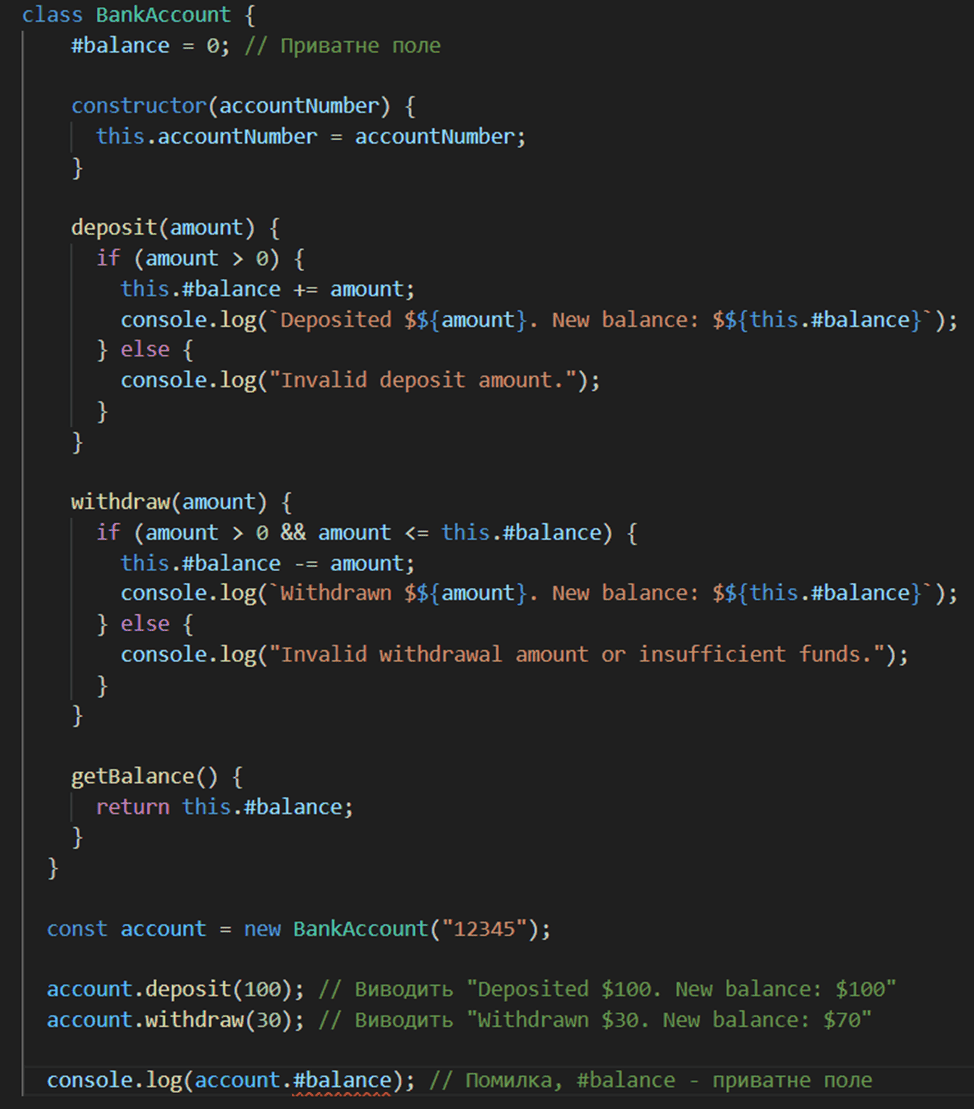 class BankAccount {
#balance = 0; // Приватне поле
constructor(accountNumber) {
this.accountNumber = accountNumber;
}
deposit(amount) {
if (amount > 0) {
this.#balance += amount;
console.log(`Deposited $${amount}. New balance: $${this.#balance}`);
} else {
console.log("Invalid deposit amount.");
}
}
withdraw(amount) {
if (amount > 0 && amount <= this.#balance) {
this.#balance -= amount;
console.log(`Withdrawn $${amount}. New balance: $${this.#balance}`);
} else {
console.log("Invalid withdrawal amount or insufficient funds.");
}
}
getBalance() {
return this.#balance;
}
}
const account = new BankAccount("12345");
account.deposit(100); // Виводить "Deposited $100. New balance: $100"
account.withdraw(30); // Виводить "Withdrawn $30. New balance: $70"
console.log(account.#balance); // Помилка, #balance - приватне поле